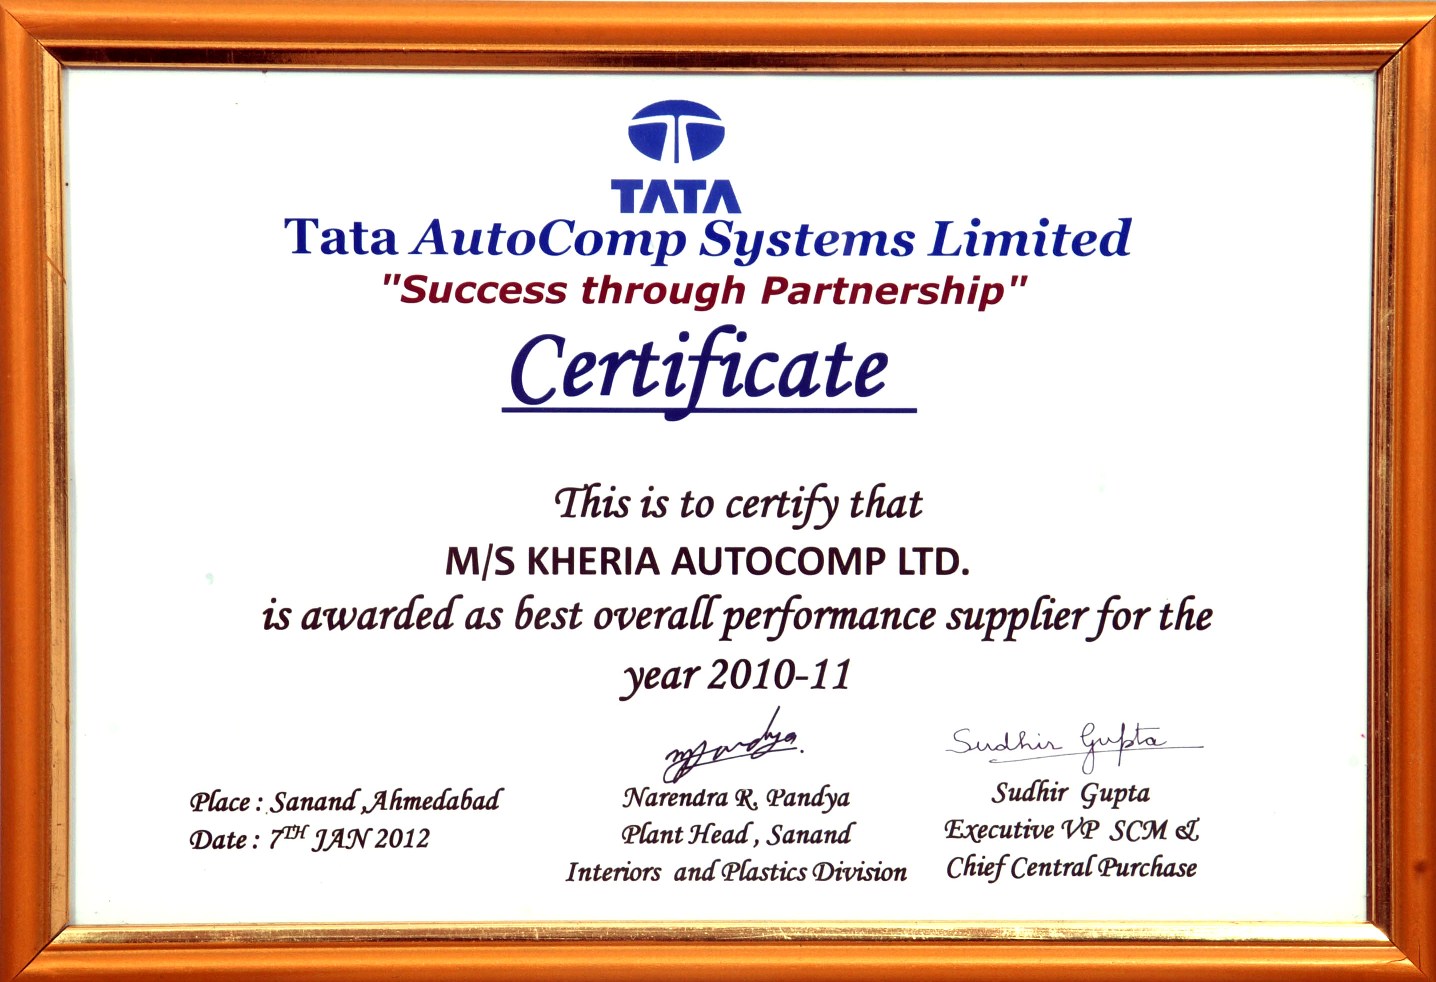 TATA
Tata AutoComp Systems Limited
"Success through Partnership"
Certificate
This is to certify that
M/S KHERIA AUTOCOMP LTD.
is awarded as best overall performance supplier for the
year 2010-11
Sudhir Gupta
Place : Sanand ,Ahmedabad
Date : 7TH JAN 2012
Narendra R. Pandya
Plant Head , Sanand
Interiors and Plastics Division
Sudhir Gupta
Executive VP SCM &
Chief Central Purchase